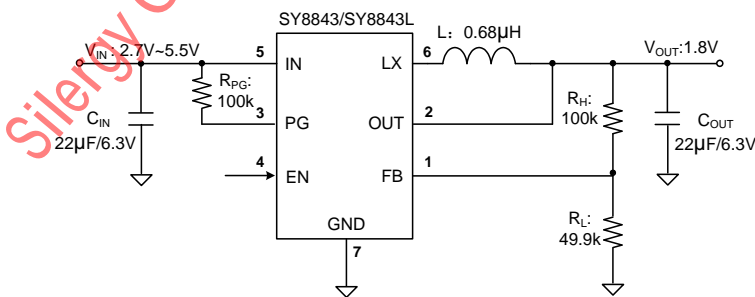 SY8843/SY8843L
L: 0.68µH
VIN : 2.7V~5.5V
5
IN
LX
6
VOUT:1.8V
RPG:
100k
3
PG
OUT
2
RH:
100k
CIN
22µF/6.3V
COUT
22µF/6.3V
4
EN
FB
1
GND
7
RL:
49.9k
Silergy